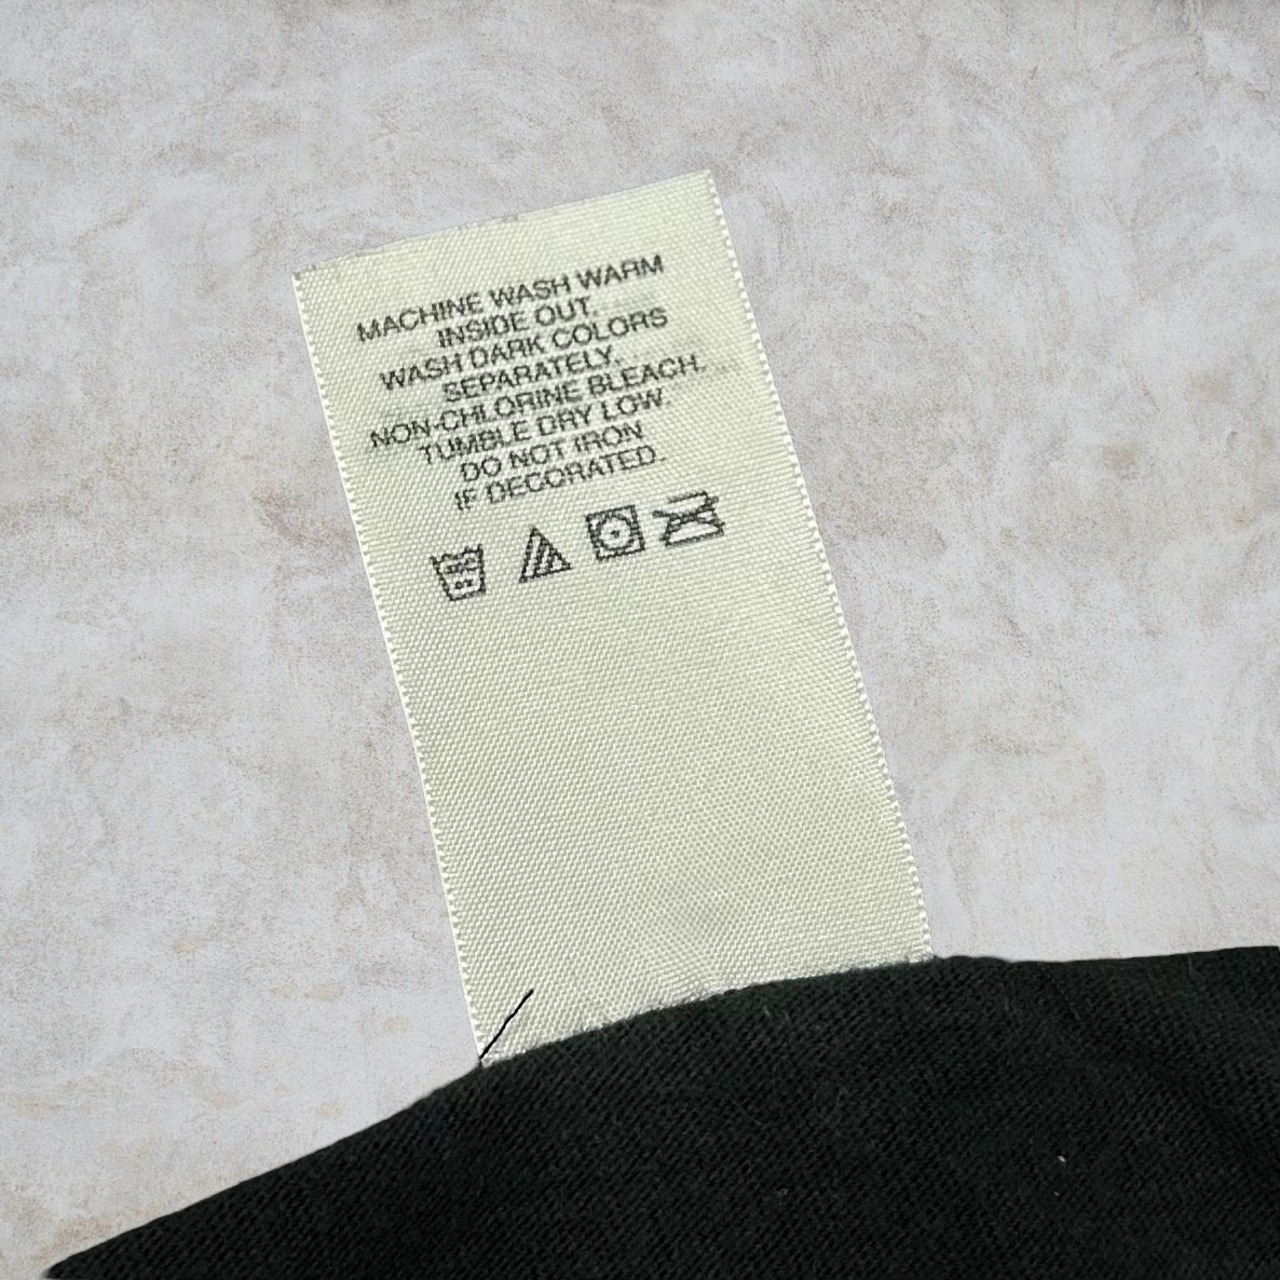 MACHINE WASH WARM
INSIDE OUT.
WASH DARK COLORS
SEPARATELY.
NON-CHLORINE BLEACH.
TUMBLE DRY LOW.
DO NOT IRON
IF DECORATED.